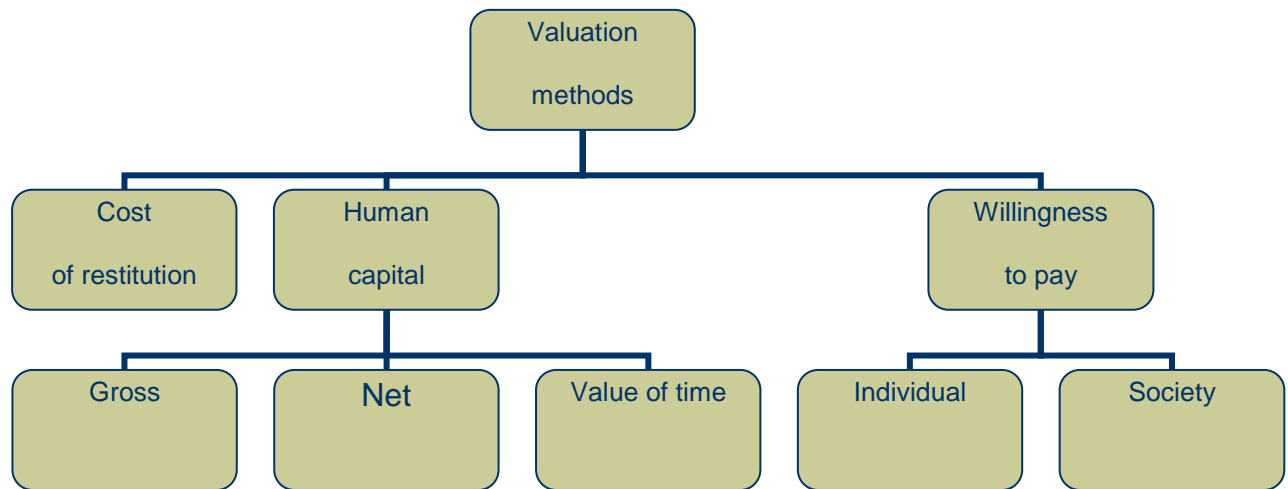 Valuation
methods
Cost
of restitution
Human
capital
Willingness
to pay
Gross
Net
Value of time
Individual
Society